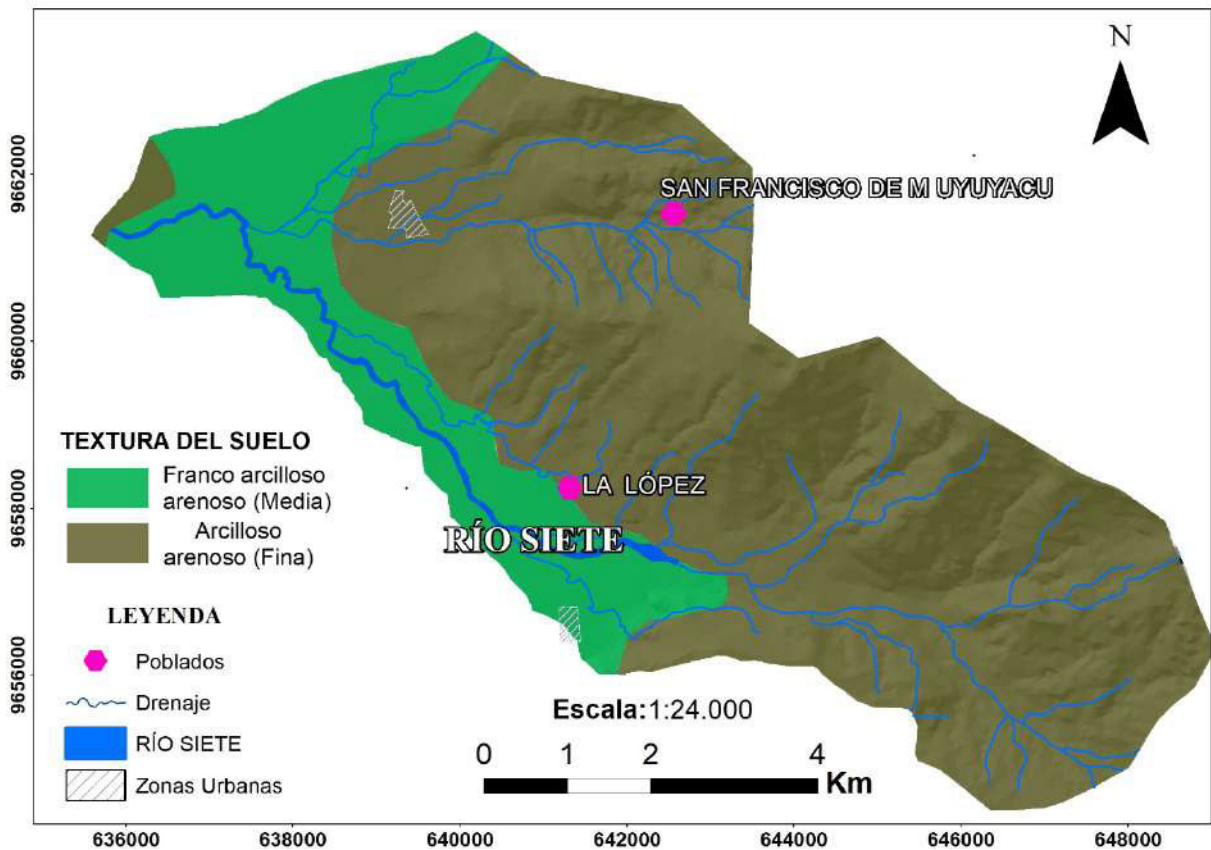 N
SAN FRANCISCO DE M UYUYACU
LA LÓPEZ
RÍO SIETE
TEXTURA DEL SUELO
Franco arcilloso
arenoso (Media)
Arcilloso
arenoso (Fina)
LEYENDA
Poblados
Drenaje
RÍO SIETE
Zonas Urbanas
Escala:1:24.000
0 1 2 4
Km
9662000
9660000
9658000
9656000
636000 638000 640000 642000 644000 646000 648000